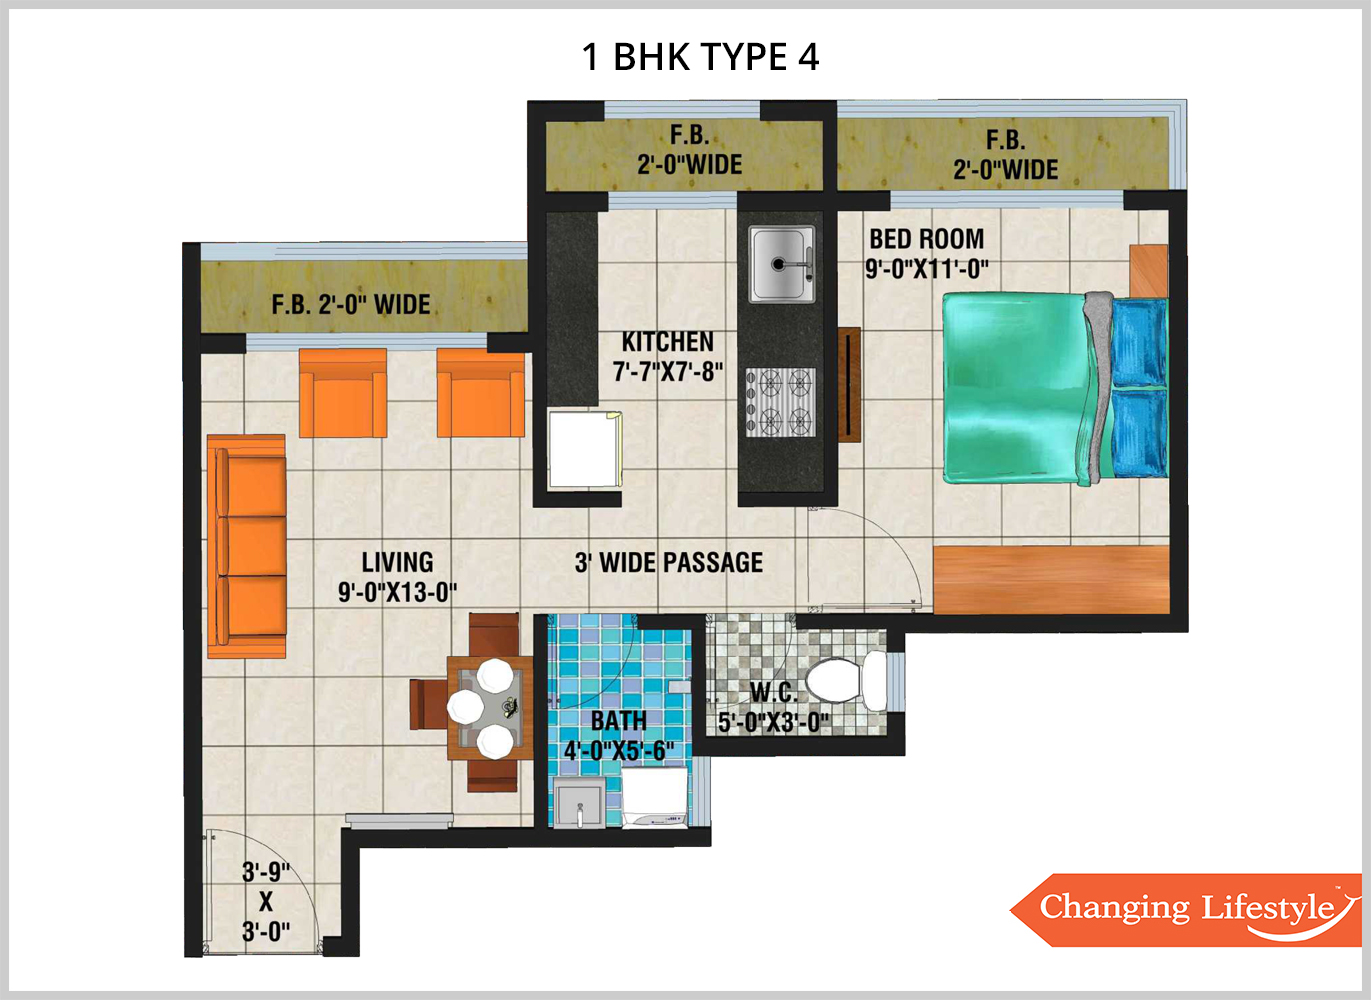 1 BHK TYPE 4
F.B.
2'-0"WIDE
F.B.
2'-0"WIDE
BED ROOM
9'-0"X11'-0"
F.B. 2'-0" WIDE
KITCHEN
7'-7"X7'-8"
LIVING
9'-0"X13-0"
3' WIDE PASSAGE
W.C.
5'-0"X3'-0"
BATH
4'-0"X5'-6"
3'-9"
X
3'-0"
Changing Lifestyle™